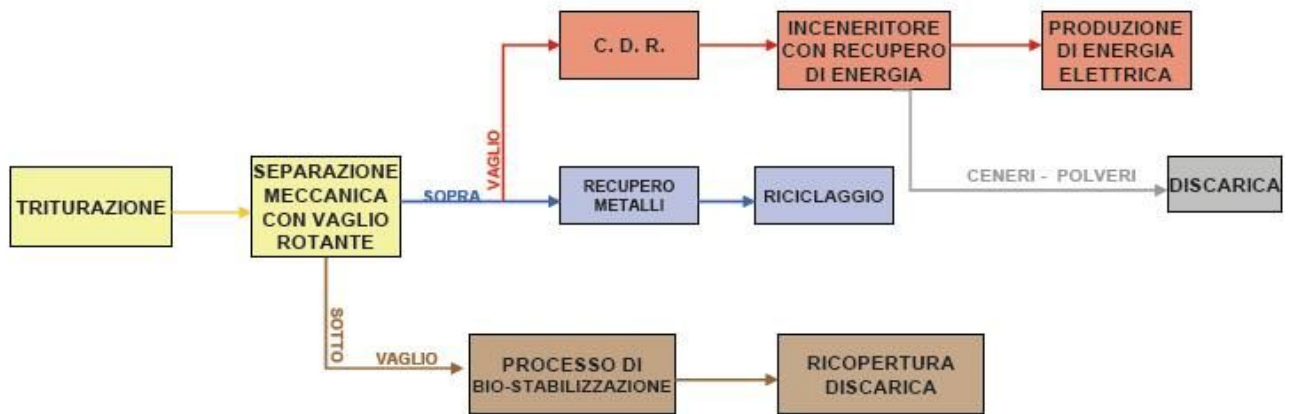 C. D. R.
INCENERITORE
CON RECUPERO
DI ENERGIA
PRODUZIONE
DI ENERGIA
ELETTRICA
VAGLIO
TRITURAZIONE
SEPARAZIONE
MECCANICA
CON VAGLIO
ROTANTE
SOPRA
RECUPERO
METALLI
RICICLAGGIO
CENERI - POLVERI
DISCARICA
SOTTO
VAGLIO
PROCESSO DI
BIO-STABILIZZAZIONE
RICOPERTURA
DISCARICA